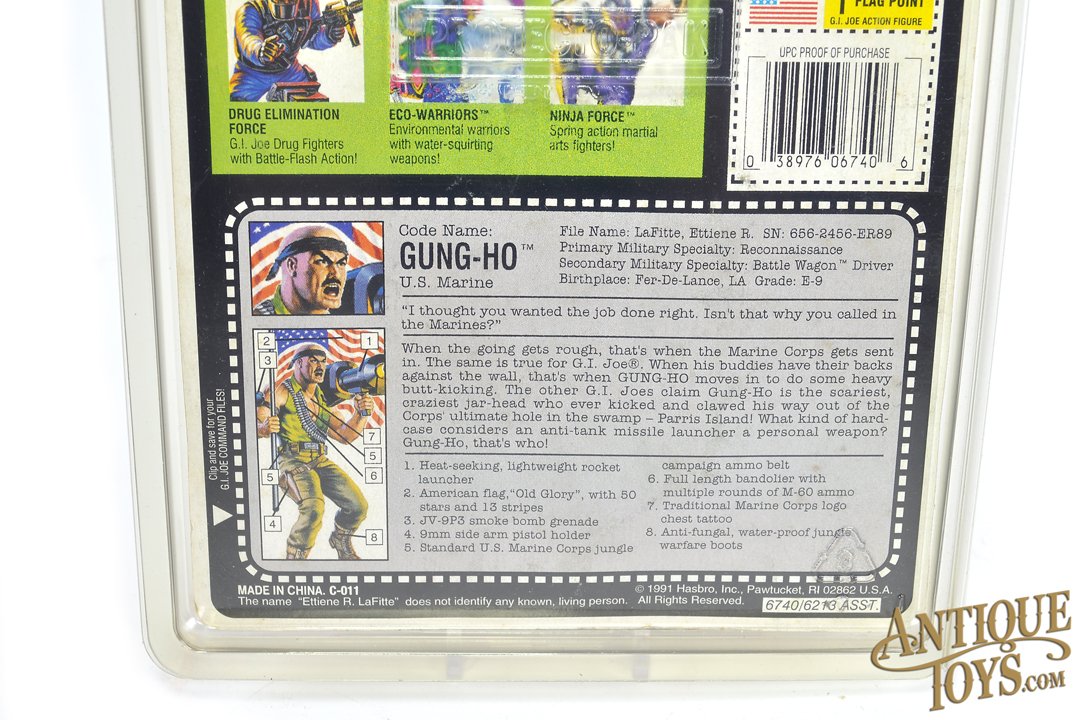 FLAG POINT
G.I. JOE ACTION FIGURE
UPC PROOF OF PURCHASE
0 38976 06740 6
DRUG ELIMINATION
FORCE
G.I. Joe Drug Fighters
with Battle-Flash Action!
ECO-WARRIORS™
Environmental warriors
with water-squirting
weapons!
NINJA FORCE™
Spring action martial
arts fighters!
Code Name:
GUNG-HO™
U.S. Marine
File Name: LaFitte, Ettiene R. SN: 656-2456-ER89
Primary Military Specialty: Reconnaissance
Secondary Military Specialty: Battle Wagon™ Driver
Birthplace: Fer-De-Lance, LA Grade: E-9
"I thought you wanted the job done right. Isn't that why you called in
the Marines?"
When the going gets rough, that's when the Marine Corps gets sent
in. The same is true for G.I. Joe®. When his buddies have their backs
against the wall, that's when GUNG-HO moves in to do some heavy
butt-kicking. The other G.I. Joes claim Gung-Ho is the scariest,
craziest jar-head who ever kicked and clawed his way out of the
Corps' ultimate hole in the swamp – Parris Island! What kind of hard-
case considers an anti-tank missile launcher a personal weapon?
Gung-Ho, that's who!
2 1
3
7
5
5 6
4
8
1. Heat-seeking, lightweight rocket
launcher
2. American flag,"Old Glory", with 50
stars and 13 stripes
3. JV-9P3 smoke bomb grenade
4. 9mm side arm pistol holder
5. Standard U.S. Marine Corps jungle
campaign ammo belt
6. Full length bandolier with
multiple rounds of M-60 ammo
7. Traditional Marine Corps logo
chest tattoo
8. Anti-fungal, water-proof jungle
warfare boots
Clip and save for your
G.I. JOE COMMAND FILES!
MADE IN CHINA. C-011
The name "Ettiene R. LaFitte" does not identify any known, living person.
© 1991 Hasbro, Inc., Pawtucket, RI 02862 U.S.A.
All Rights Reserved.
6740/6213 ASST.
ANTIQUE
TOYS.COM